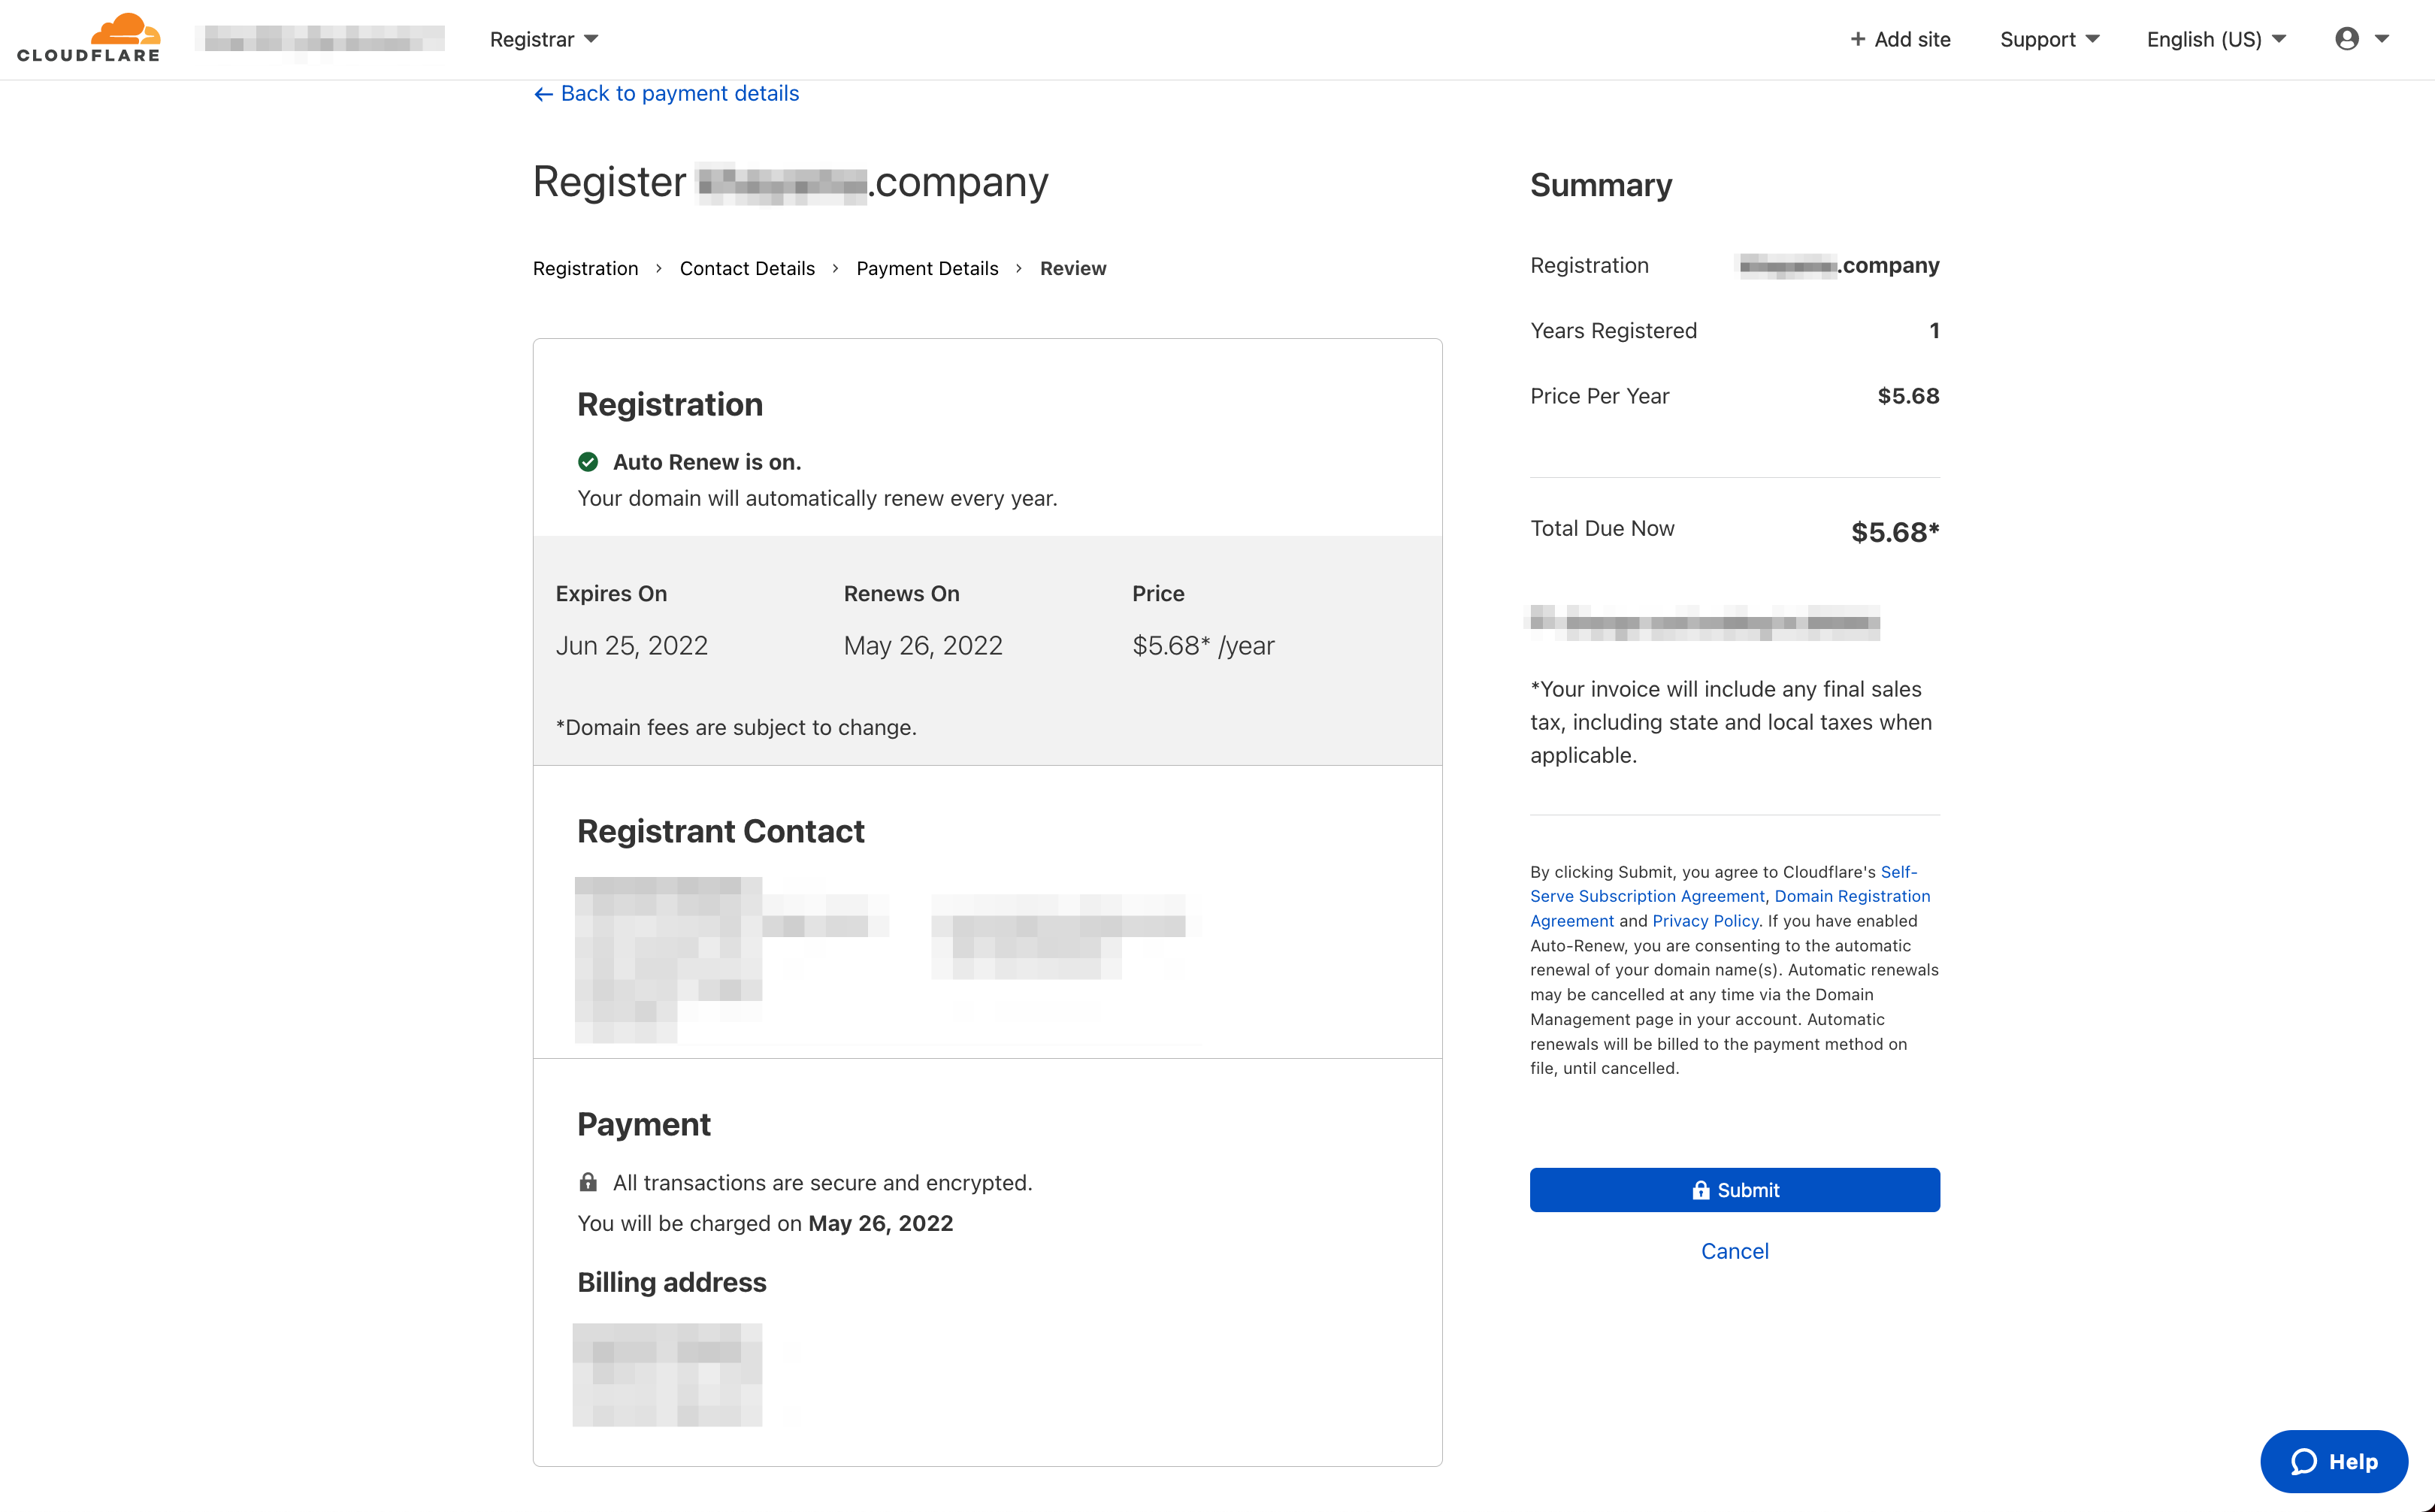 CLOUDFLARE
Registrar
+ Add site
Support
English (US)
← Back to payment details
Register
.company
Registration > Contact Details > Payment Details > Review
Registration
Auto Renew is on.
Your domain will automatically renew every year.
Expires On
Renews On
Price
Jun 25, 2022
May 26, 2022
$5.68* /year
*Domain fees are subject to change.
Registrant Contact
Payment
All transactions are secure and encrypted.
You will be charged on May 26, 2022
Billing address
Summary
Registration
.company
Years Registered
1
Price Per Year
$5.68
Total Due Now
$5.68*
*Your invoice will include any final sales
tax, including state and local taxes when
applicable.
By clicking Submit, you agree to Cloudflare's Self-
Serve Subscription Agreement, Domain Registration
Agreement and Privacy Policy. If you have enabled
Auto-Renew, you are consenting to the automatic
renewal of your domain name(s). Automatic renewals
may be cancelled at any time via the Domain
Management page in your account. Automatic
renewals will be billed to the payment method on
file, until cancelled.
Submit
Cancel
Help